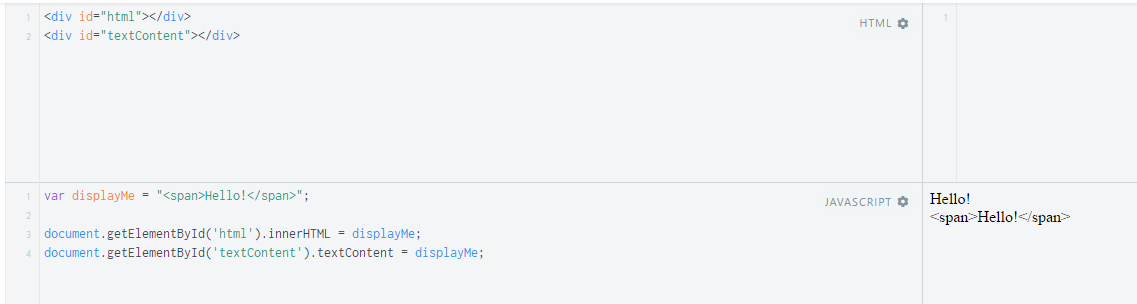 1 <div id="html"></div>
2 <div id="textContent"></div>
HTML
1
1 var displayMe = "<span>Hello!</span>";
2
3 document.getElementById('html').innerHTML = displayMe;
4 document.getElementById('textContent').textContent = displayMe;
JAVASCRIPT
Hello!
<span>Hello!</span>